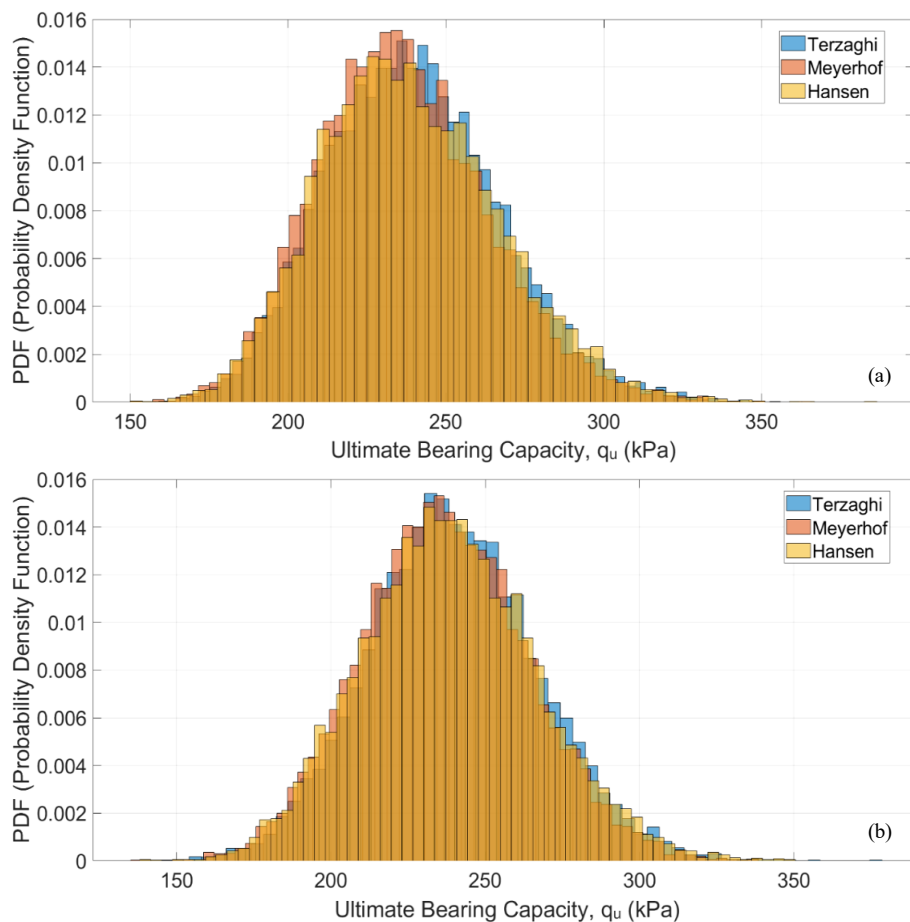 0.016
0.014
0.012
0.01
0.008
0.006
0.004
0.002
0
PDF (Probability Density Function)
Terzaghi
Meyerhof
Hansen
(a)
150 200 250 300 350
Ultimate Bearing Capacity, qu (kPa)
0.016
0.014
0.012
0.01
0.008
0.006
0.004
0.002
0
PDF (Probability Density Function)
Terzaghi
Meyerhof
Hansen
(b)
150 200 250 300 350
Ultimate Bearing Capacity, qu (kPa)